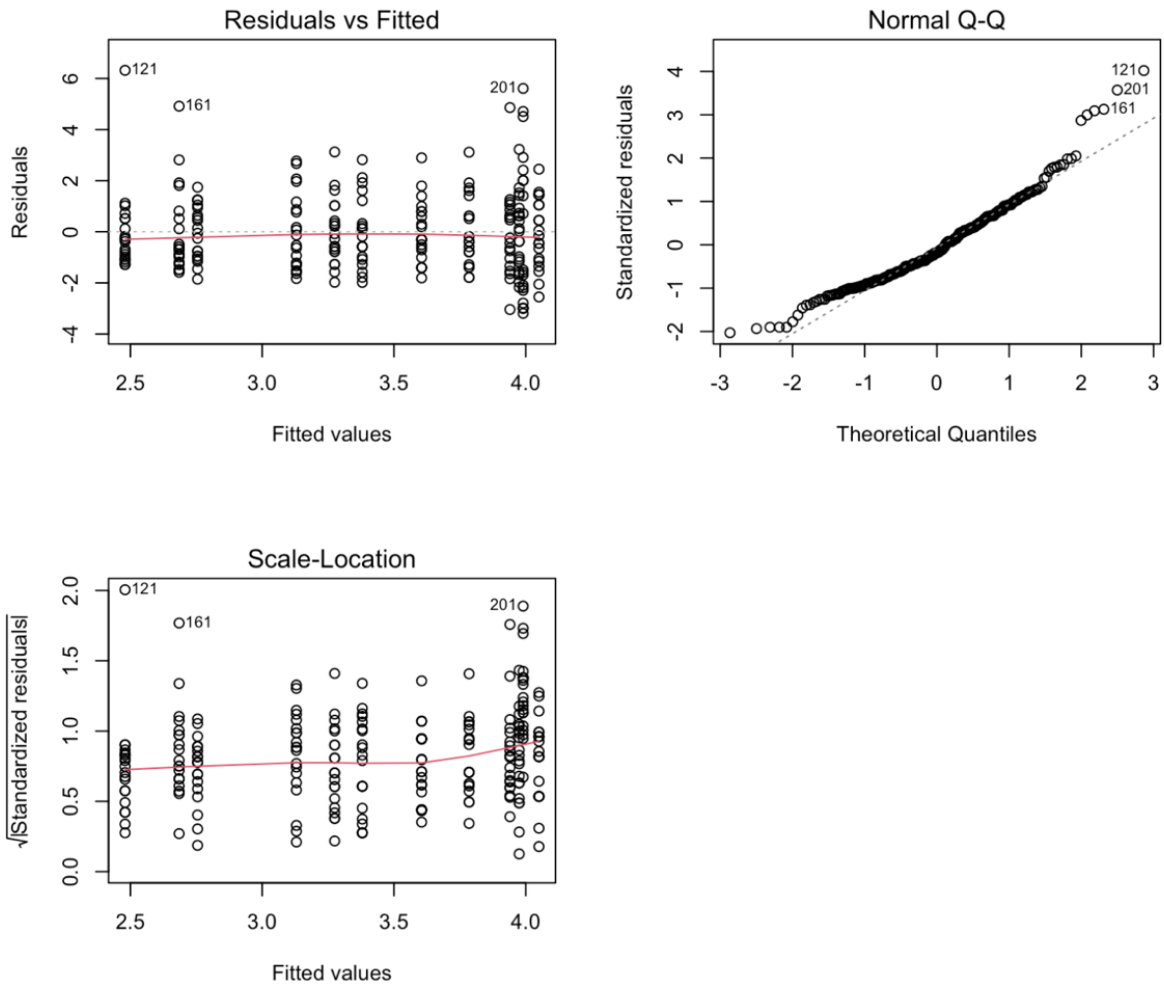 Residuals vs Fitted
Residuals
6
4
2
0
-2
-4
121
161
201
2.5 3.0 3.5 4.0
Fitted values
Normal Q-Q
Standardized residuals
4
3
2
1
0
-1
-2
121
201
161
-3 -2 -1 0 1 2 3
Theoretical Quantiles
Scale-Location
√|Standardized residuals|
2.0
1.5
1.0
0.5
0.0
121
161
201
2.5 3.0 3.5 4.0
Fitted values